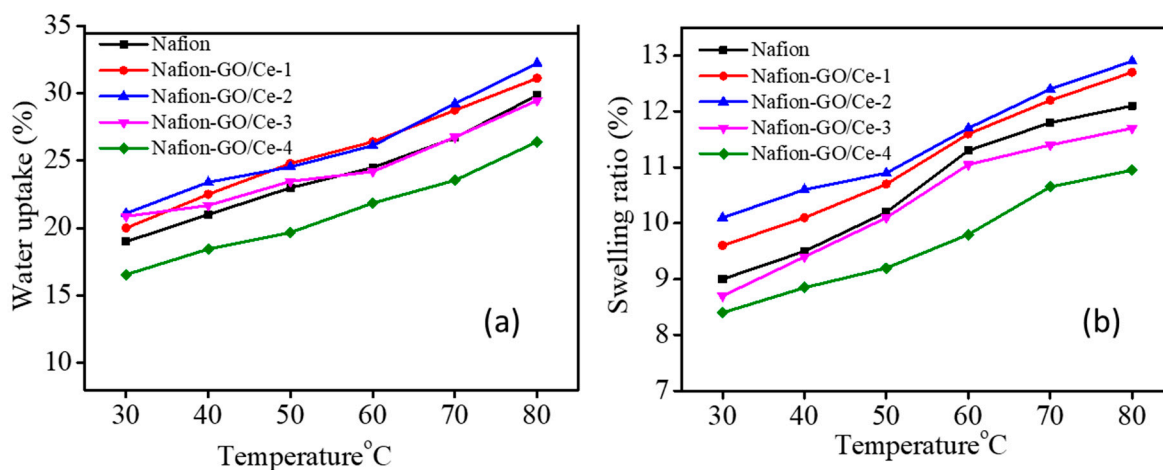 35
30
25
20
15
10
Water uptake (%)
Nafion
Nafion-GO/Ce-1
Nafion-GO/Ce-2
Nafion-GO/Ce-3
Nafion-GO/Ce-4
(a)
30 40 50 60 70 80
Temperature°C
13
12
11
10
9
8
7
Swelling ratio (%)
Nafion
Nafion-GO/Ce-1
Nafion-GO/Ce-2
Nafion-GO/Ce-3
Nafion-GO/Ce-4
(b)
30 40 50 60 70 80
Temperature°C